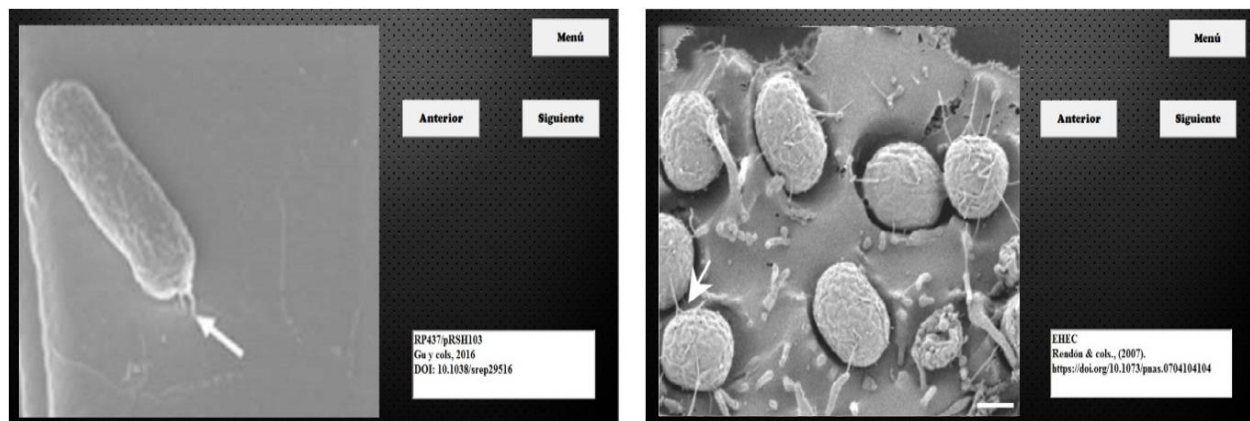 Menú
Anterior
Siguiente
RP437/pRSH103
Gu y cols, 2016
DOI: 10.1038/srep29516
Menú
Anterior
Siguiente
EHEC
Rendón & cols., (2007).
https://doi.org/10.1073/pnas.0704104104